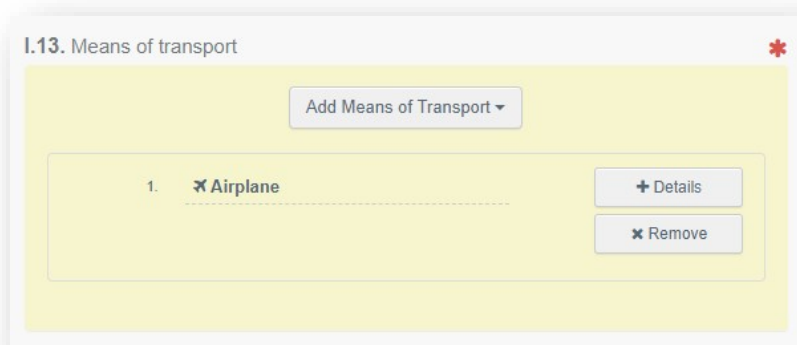 I.13. Means of transport
Add Means of Transport
1. Airplane
Details
Remove